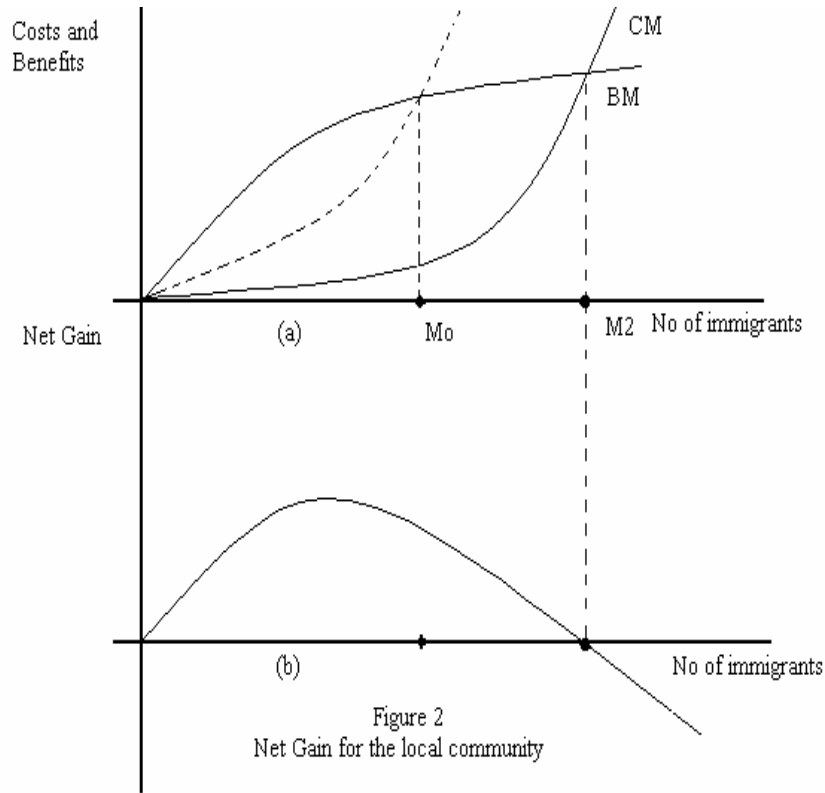 Costs and
Benefits
CM
BM
Net Gain
(a)
Mo
M2
No of immigrants
(b)
No of immigrants
Figure 2
Net Gain for the local community